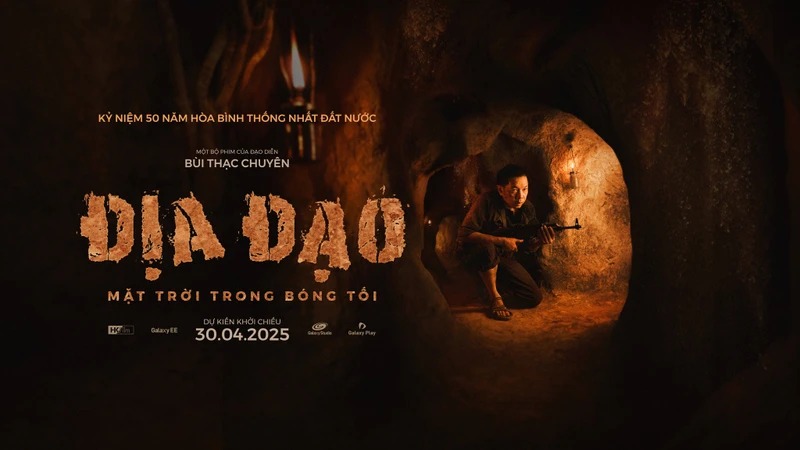 KỶ NIỆM 50 NĂM HÒA BÌNH THỐNG NHẤT ĐẤT NƯỚC
MỘT BỘ PHIM CỦA ĐẠO DIỄN
BÙI THẠC CHUYÊN
ĐỊA ĐẠO
MẶT TRỜI TRONG BÓNG TỐI
DỰ KIẾN KHỞI CHIẾU
30.04.2025
HKFilm
Galaxy EE
Galaxy Studio
Galaxy Play